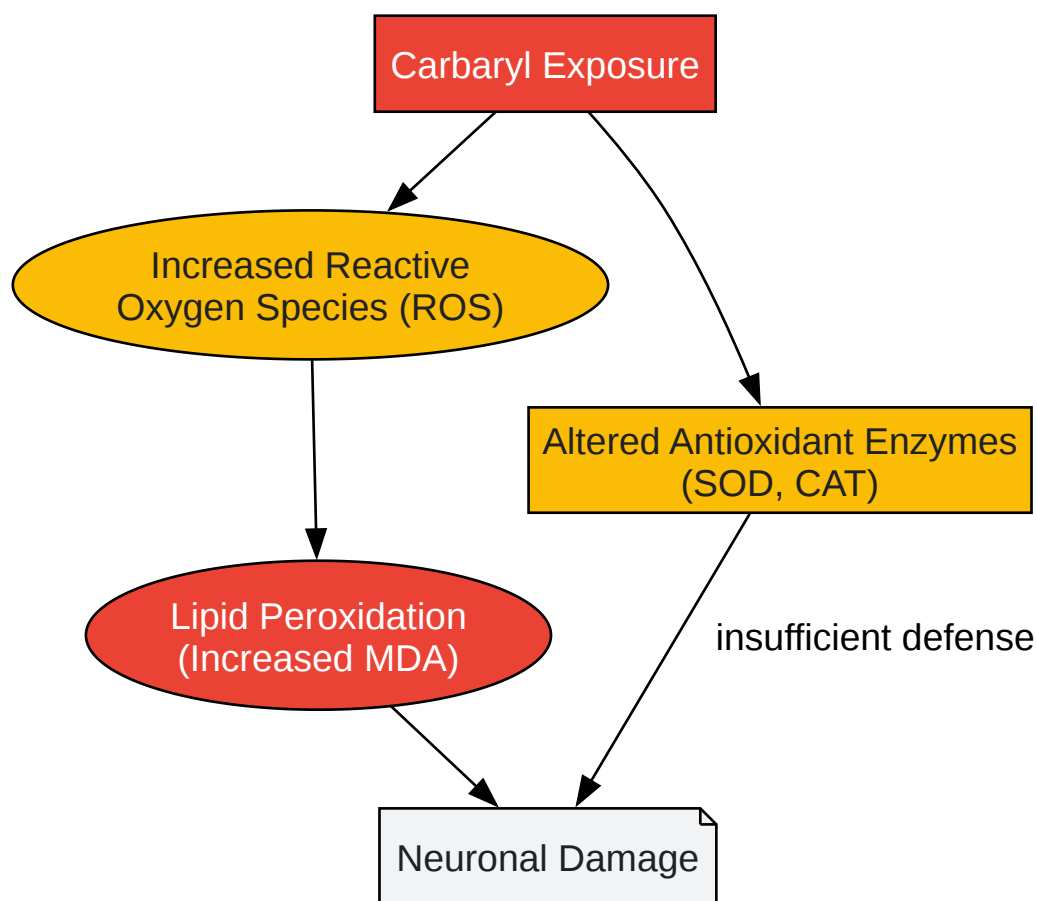 Carbaryl Exposure
Increased Reactive
Oxygen Species (ROS)
Altered Antioxidant Enzymes
(SOD, CAT)
Lipid Peroxidation
(Increased MDA)
insufficient defense
Neuronal Damage